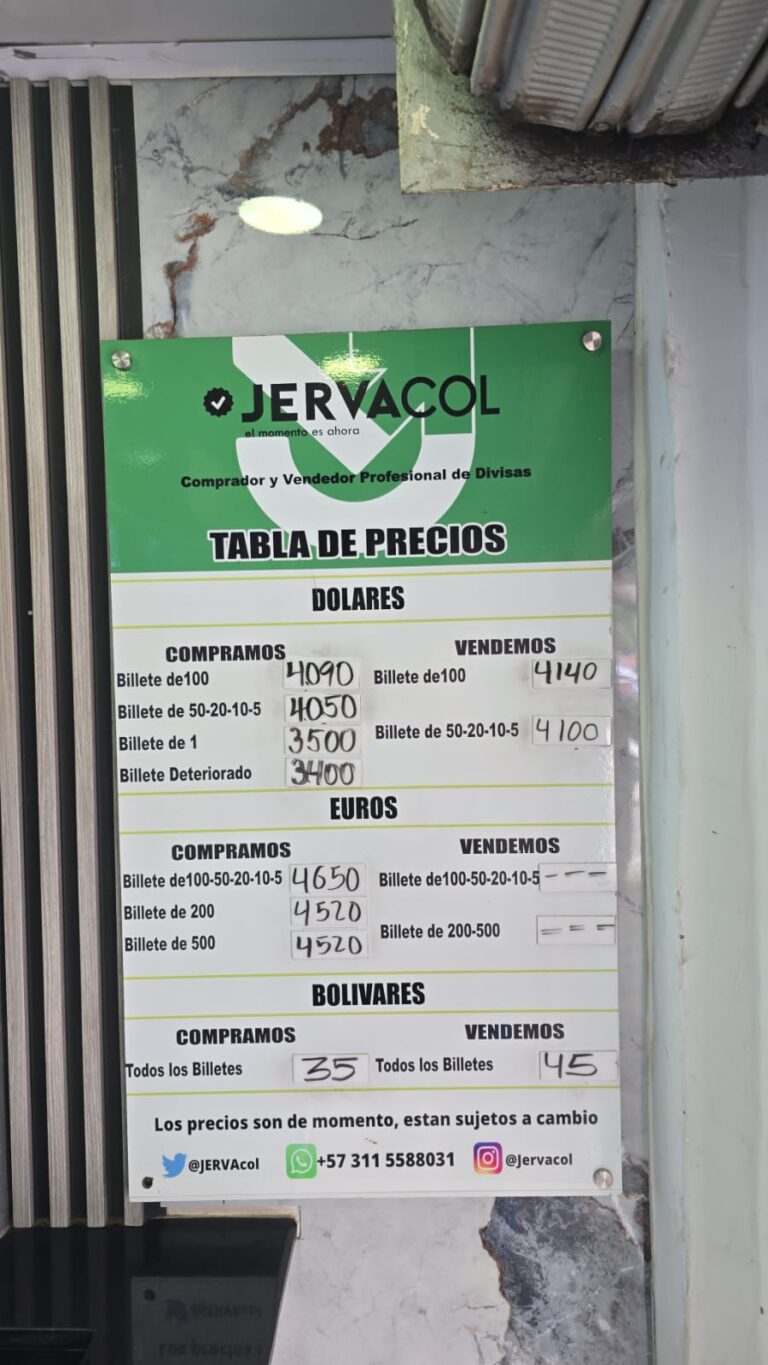 JERVACOL
el momento es ahora
Comprador y Vendedor Profesional de Divisas
TABLA DE PRECIOS
DOLARES
COMPRAMOS VENDEMOS
Billete de100 4090 Billete de100 4140
Billete de 50-20-10-5 4050
Billete de 50-20-10-5 4100
Billete de 1 3500
Billete Deteriorado 3400
EUROS
COMPRAMOS VENDEMOS
Billete de100-50-20-10-5 4650 Billete de100-50-20-10-5 ---
Billete de 200 4520
Billete de 200-500 ---
Billete de 500 4520
BOLIVARES
COMPRAMOS VENDEMOS
Todos los Billetes 35 Todos los Billetes 45
Los precios son de momento, estan sujetos a cambio
@JERVAcol +57 311 5588031 @Jervacol